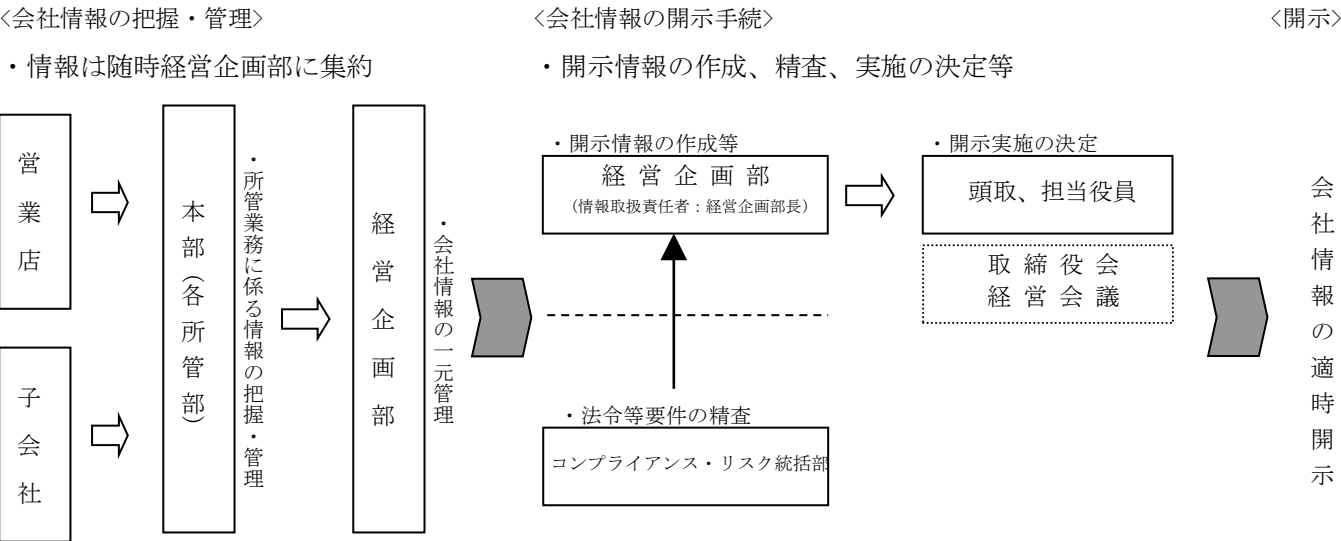 <会社情報の把握・管理>
<会社情報の開示手続>
<開示>
・情報は随時経営企画部に集約
・開示情報の作成、精査、実施の決定等
営業店
子会社
本部（各所管部）
・所管業務に係る情報の把握・管理
経営企画部
・会社情報の一元管理
・開示情報の作成等
経営企画部
（情報取扱責任者：経営企画部長）
・法令等要件の精査
コンプライアンス・リスク統括部
・開示実施の決定
頭取、担当役員
取締役会
経営会議
会社情報の適時開示